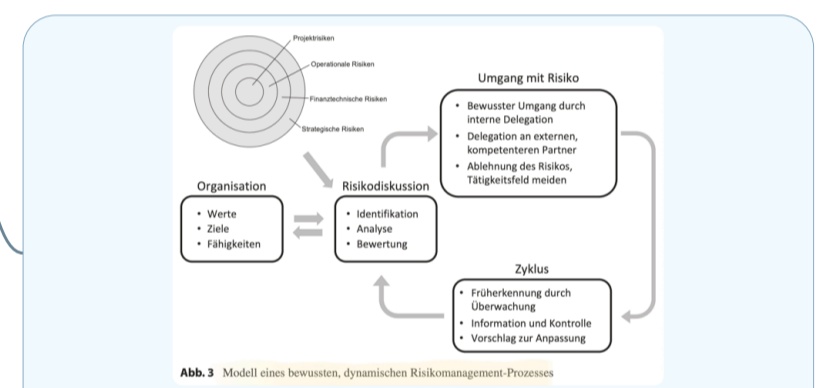 Projektrisiken
Operationale Risiken
Finanztechnische Risiken
Strategische Risiken
Umgang mit Risiko
• Bewusster Umgang durch
interne Delegation
• Delegation an externen,
kompetenteren Partner
• Ablehnung des Risikos,
Tätigkeitsfeld meiden
Organisation
• Werte
• Ziele
• Fähigkeiten
Risikodiskussion
• Identifikation
• Analyse
• Bewertung
Zyklus
• Früherkennung durch
Überwachung
• Information und Kontrolle
• Vorschlag zur Anpassung
Abb. 3 Modell eines bewussten, dynamischen Risikomanagement-Prozesses